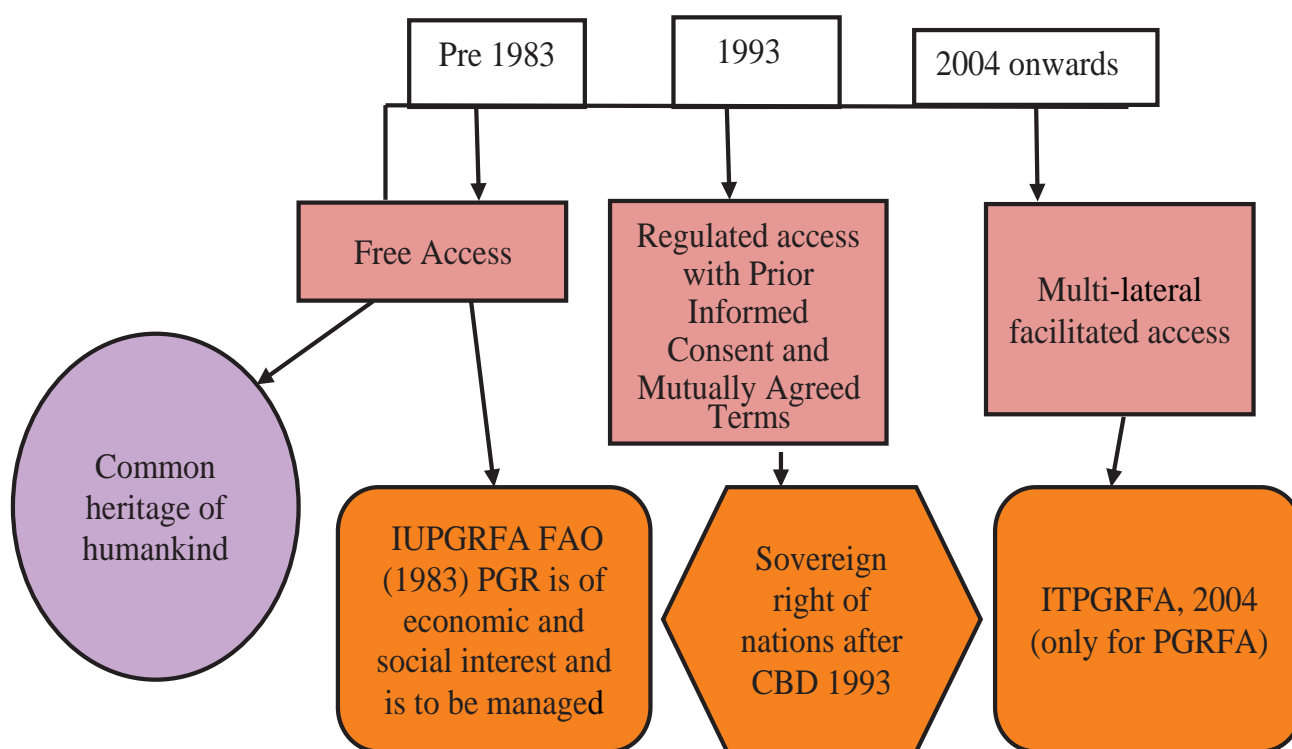 Pre 1983
1993
2004 onwards
Free Access
Regulated access
with Prior
Informed
Consent and
Mutually Agreed
Terms
Multi-lateral
facilitated access
Common
heritage of
humankind
IUPGRFA FAO
(1983) PGR is of
economic and
social interest and
is to be managed
Sovereign
right of
nations after
CBD 1993
ITPGRFA, 2004
(only for PGRFA)